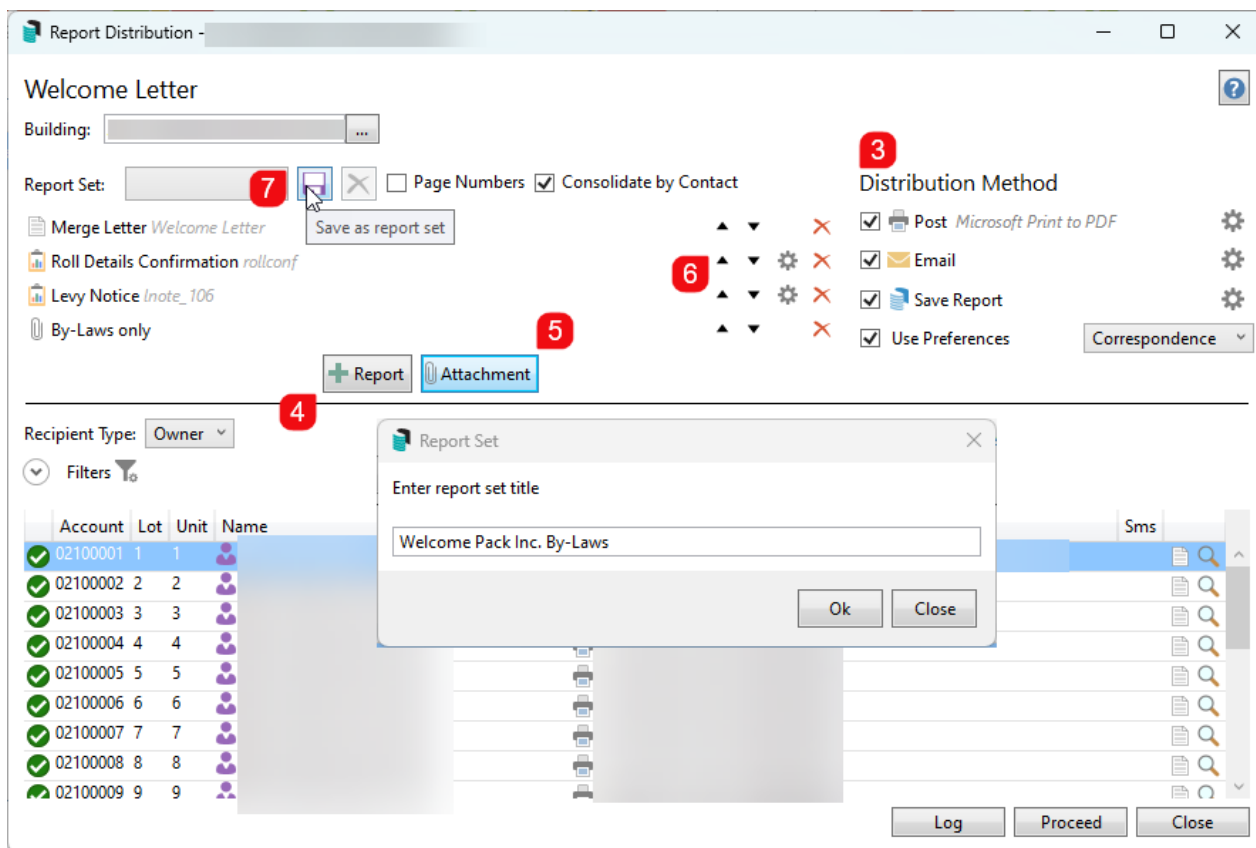 Report Distribution -
Welcome Letter
Building: ...
3
7
Report Set: Page Numbers Consolidate by Contact Distribution Method
Merge Letter Welcome Letter Save as report set Post Microsoft Print to PDF
Roll Details Confirmation rollconf 6 Email
Levy Notice lnote_106 Save Report
By-Laws only 5 Use Preferences Correspondence
Report Attachment
4
Recipient Type: Owner Report Set
Filters Enter report set title
Account Lot Unit Name Sms
Welcome Pack Inc. By-Laws
02100001 1 1
02100002 2 2
02100003 3 3 Ok Close
02100004 4 4
02100005 5 5
02100006 6 6
02100007 7 7
02100008 8 8
02100009 9 9
Log Proceed Close